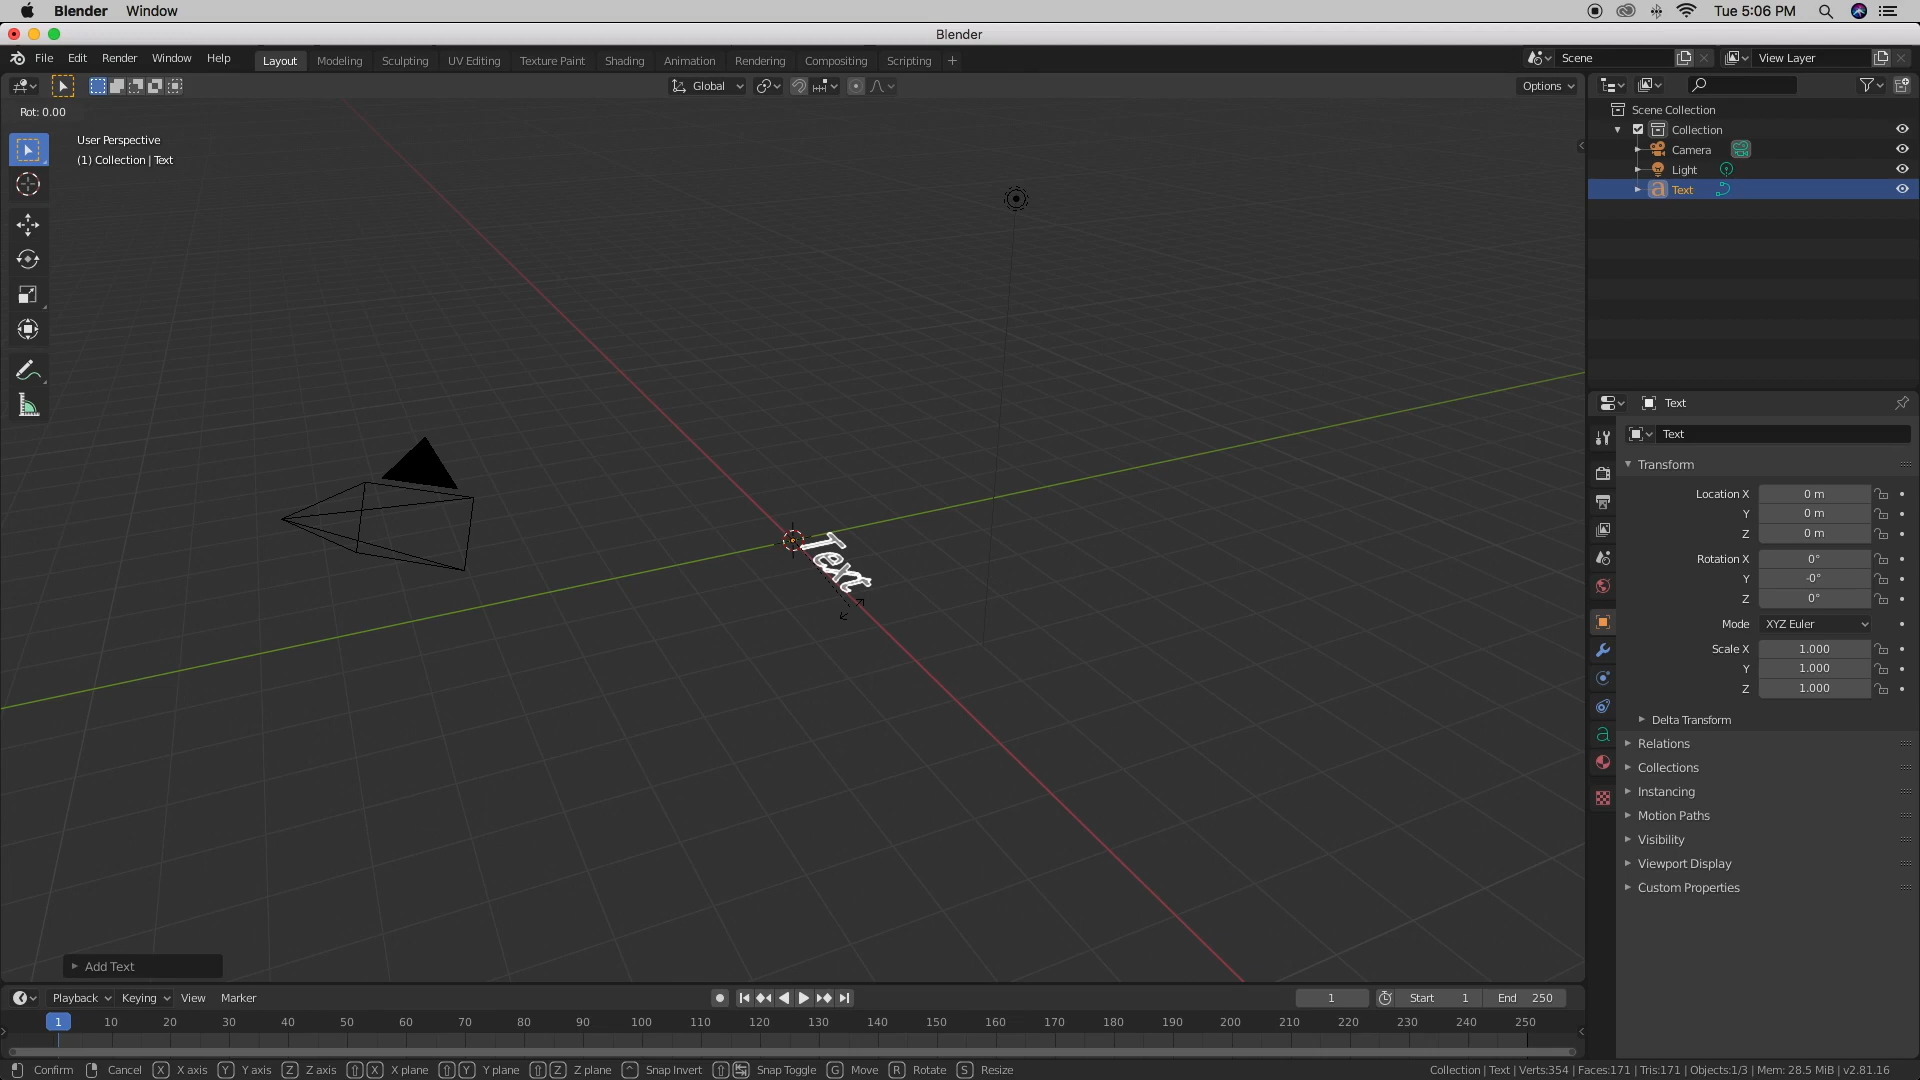 Blender Window Tue 5:06 PM
Blender
File Edit Render Window Help Layout Modeling Sculpting UV Editing Texture Paint Shading Animation Rendering Compositing Scripting + Scene View Layer
Global Options
Rot: 0.00
User Perspective
(1) Collection | Text
Scene Collection
Collection
Camera
Light
Text
Text
Text
Text
Transform
Location X 0 m
Y 0 m
Z 0 m
Rotation X 0°
Y -0°
Z 0°
Mode XYZ Euler
Scale X 1.000
Y 1.000
Z 1.000
Delta Transform
Relations
Collections
Instancing
Motion Paths
Visibility
Viewport Display
Custom Properties
Add Text
Playback Keying View Marker 1 Start 1 End 250
1 10 20 30 40 50 60 70 80 90 100 110 120 130 140 150 160 170 180 190 200 210 220 230 240 250
Confirm Cancel X X axis Y Y axis Z Z axis X X plane Y Y plane Z Z plane ^ Snap Invert Snap Toggle G Move R Rotate S Resize Collection | Text | Verts:354 | Faces:171 | Tris:171 | Objects:1/3 | Mem: 28.5 MiB | v2.81.16